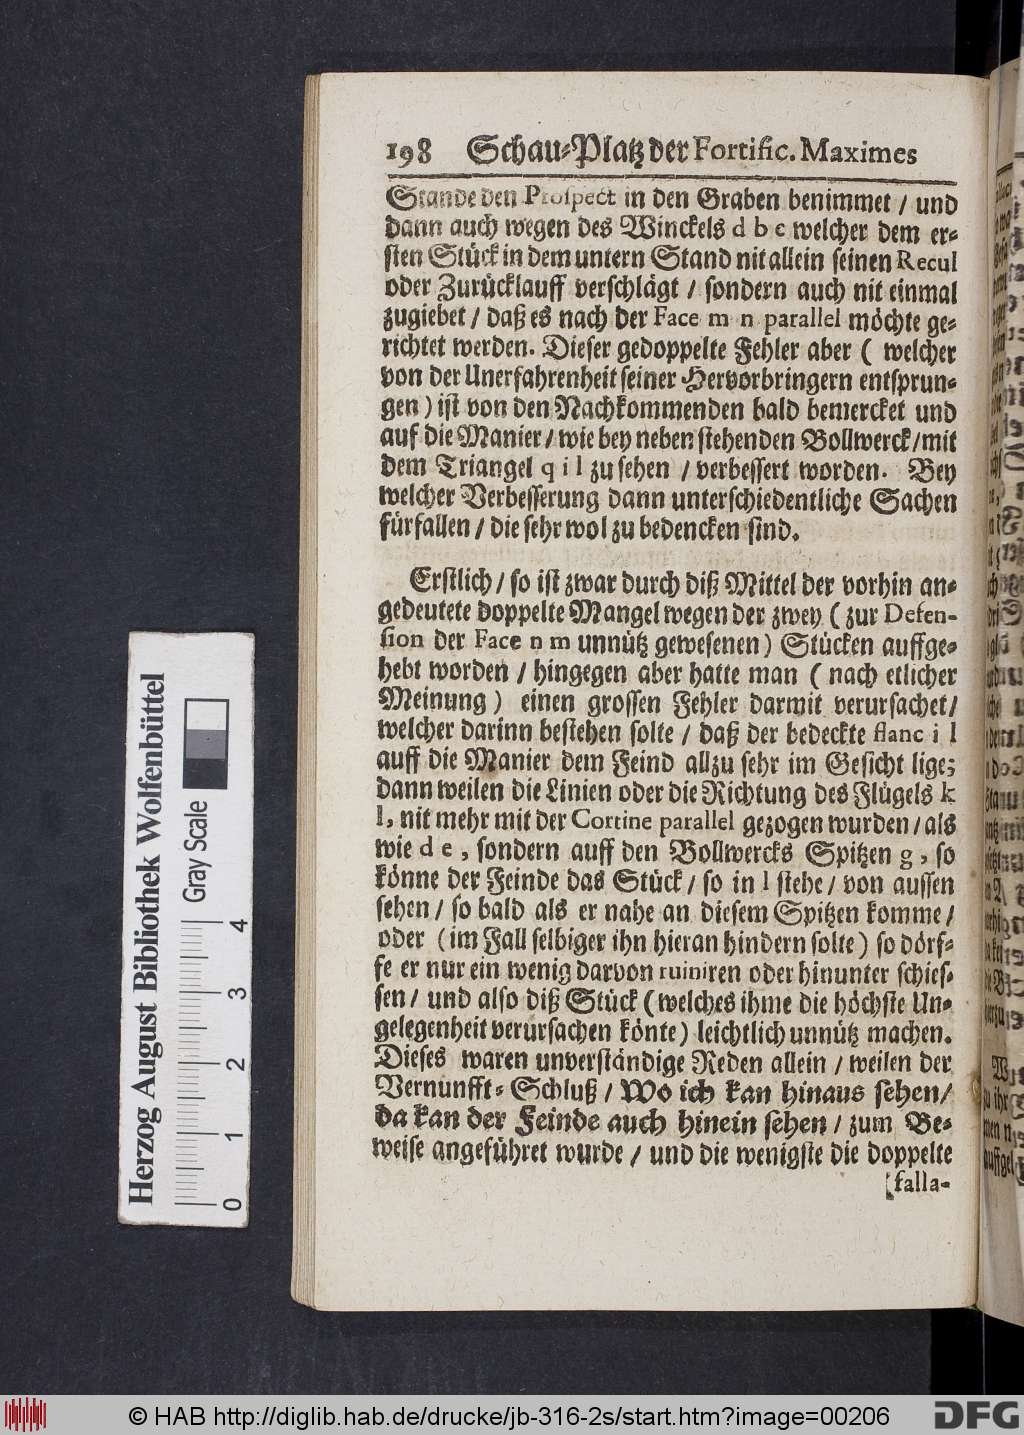 198 Schau-Platz der Fortific. Maximes
Stande den Prospect in den Graben benimmet / und
dann auch wegen des Winckels d b e welcher dem er-
sten Stück in dem untern Stand nit allein seinen Recul
oder Zurücklauff verschlägt / sondern auch nit einmal
zugiebet / daß es nach der Face m n parallel möchte ge-
richtet werden. Dieser gedoppelte Fehler aber ( welcher
von der Unerfahrenheit seiner Hervorbringern entsprun-
gen ) ist von den Nachkommenden bald bemercket und
auf die Manier / wie bey neben stehenden Bollwerck / mit
dem Triangel q i l zu sehen / verbessert worden. Bey
welcher Verbesserung dann unterschiedentliche Sachen
fürfallen / die sehr wol zu bedencken sind.
Erstlich / so ist zwar durch diß Mittel der vorhin an-
gedeutete doppelte Mangel wegen der zwey ( zur Defen-
sion der Face n m unnütz gewesenen ) Stücken auffge-
hebt worden / hingegen aber hatte man ( nach etlicher
Meinung ) einen grossen Fehler darmit verursachet /
welcher darinn bestehen solte / daß der bedeckte flanc i l
auff die Manier dem Feind allzu sehr im Gesicht lige;
dann weilen die Linien oder die Richtung des Flügels k
l, nit mehr mit der Cortine parallel gezogen wurden / als
wie d e, sondern auff den Bollwercks Spitzen g, so
könne der Feinde das Stück / so in l stehe / von aussen
sehen / so bald als er nahe an diesem Spitzen komme /
oder ( im Fall selbiger ihn hieran hindern solte ) so dörf-
fe er nur ein wenig darvon ruiniren oder hinunter schies-
sen / und also diß Stück ( welches ihme die höchste Un-
gelegenheit verursachen könte ) leichtlich unnütz machen.
Dieses waren unverständige Reden allein / weilen der
Vernunfft-Schluß / Wo ich kan hinaus sehen /
da kan der Feinde auch hinein sehen / zum Be-
weise angeführet wurde / und die wenigste die doppelte
[falla-
Herzog August Bibliothek Wolfenbüttel
Gray Scale
0 1 2 3 4
© HAB http://diglib.hab.de/drucke/jb-316-2s/start.htm?image=00206
DFG